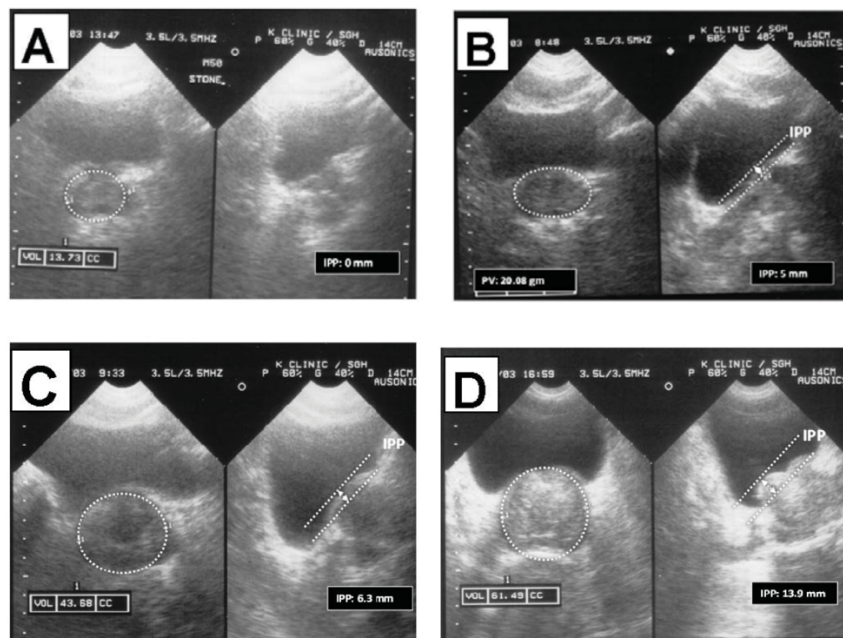 A
03 13:47 3.5L/3.5MHZ
K CLINIC / SGH
P 60% G 40% D 14CM
AUSONICS
M50
STONE
1
VOL 13.73 CC
IPP: 0 mm
B
/03 8:48 3.5L/3.5MHZ
K CLINIC / SGH
P 60% G 40% D 14CM
AUSONICS
IPP
PV: 20.08 gm
IPP: 5 mm
C
/03 9:33 3.5L/3.5MHZ
K CLINIC / SGH
P 60% G 40% D 14CM
AUSONICS
IPP
1
VOL 43.68 CC
IPP: 6.3 mm
D
/03 16:59 3.5L/3.5MHZ
K CLINIC / SGH
P 60% G 40% D 14CM
AUSONICS
IPP
1
VOL 61.49 CC
IPP: 13.9 mm